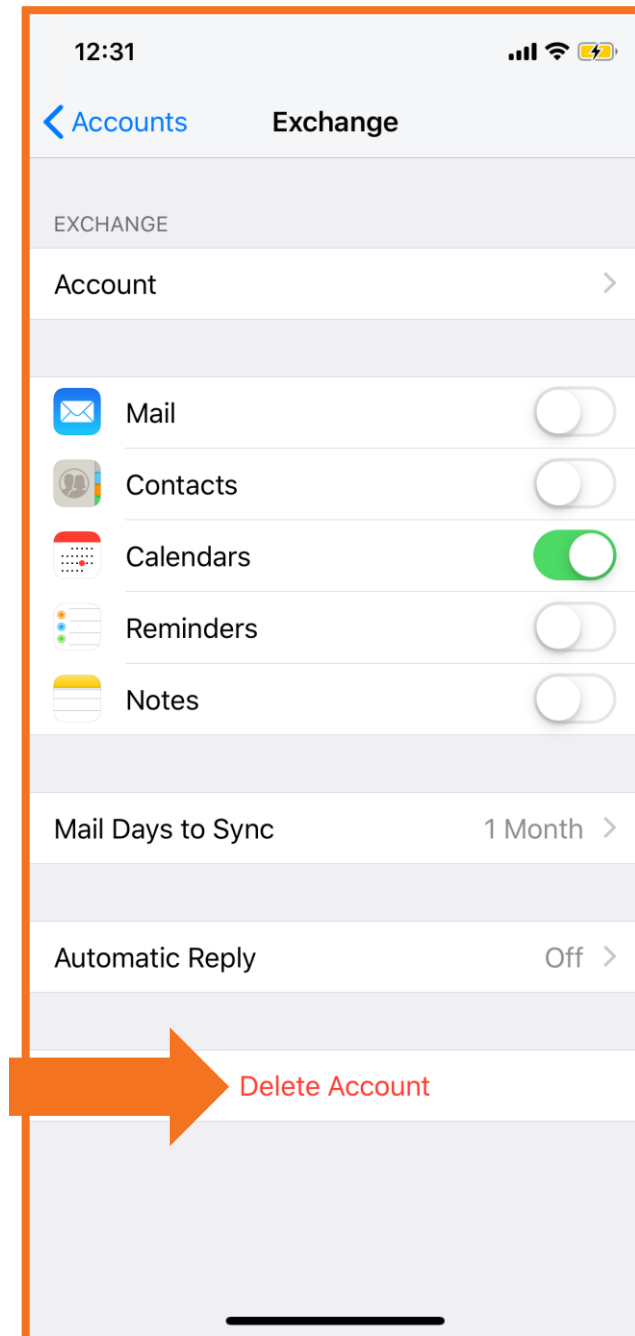 12:31
Accounts Exchange
EXCHANGE
Account
Mail
Contacts
Calendars
Reminders
Notes
Mail Days to Sync 1 Month
Automatic Reply Off
Delete Account